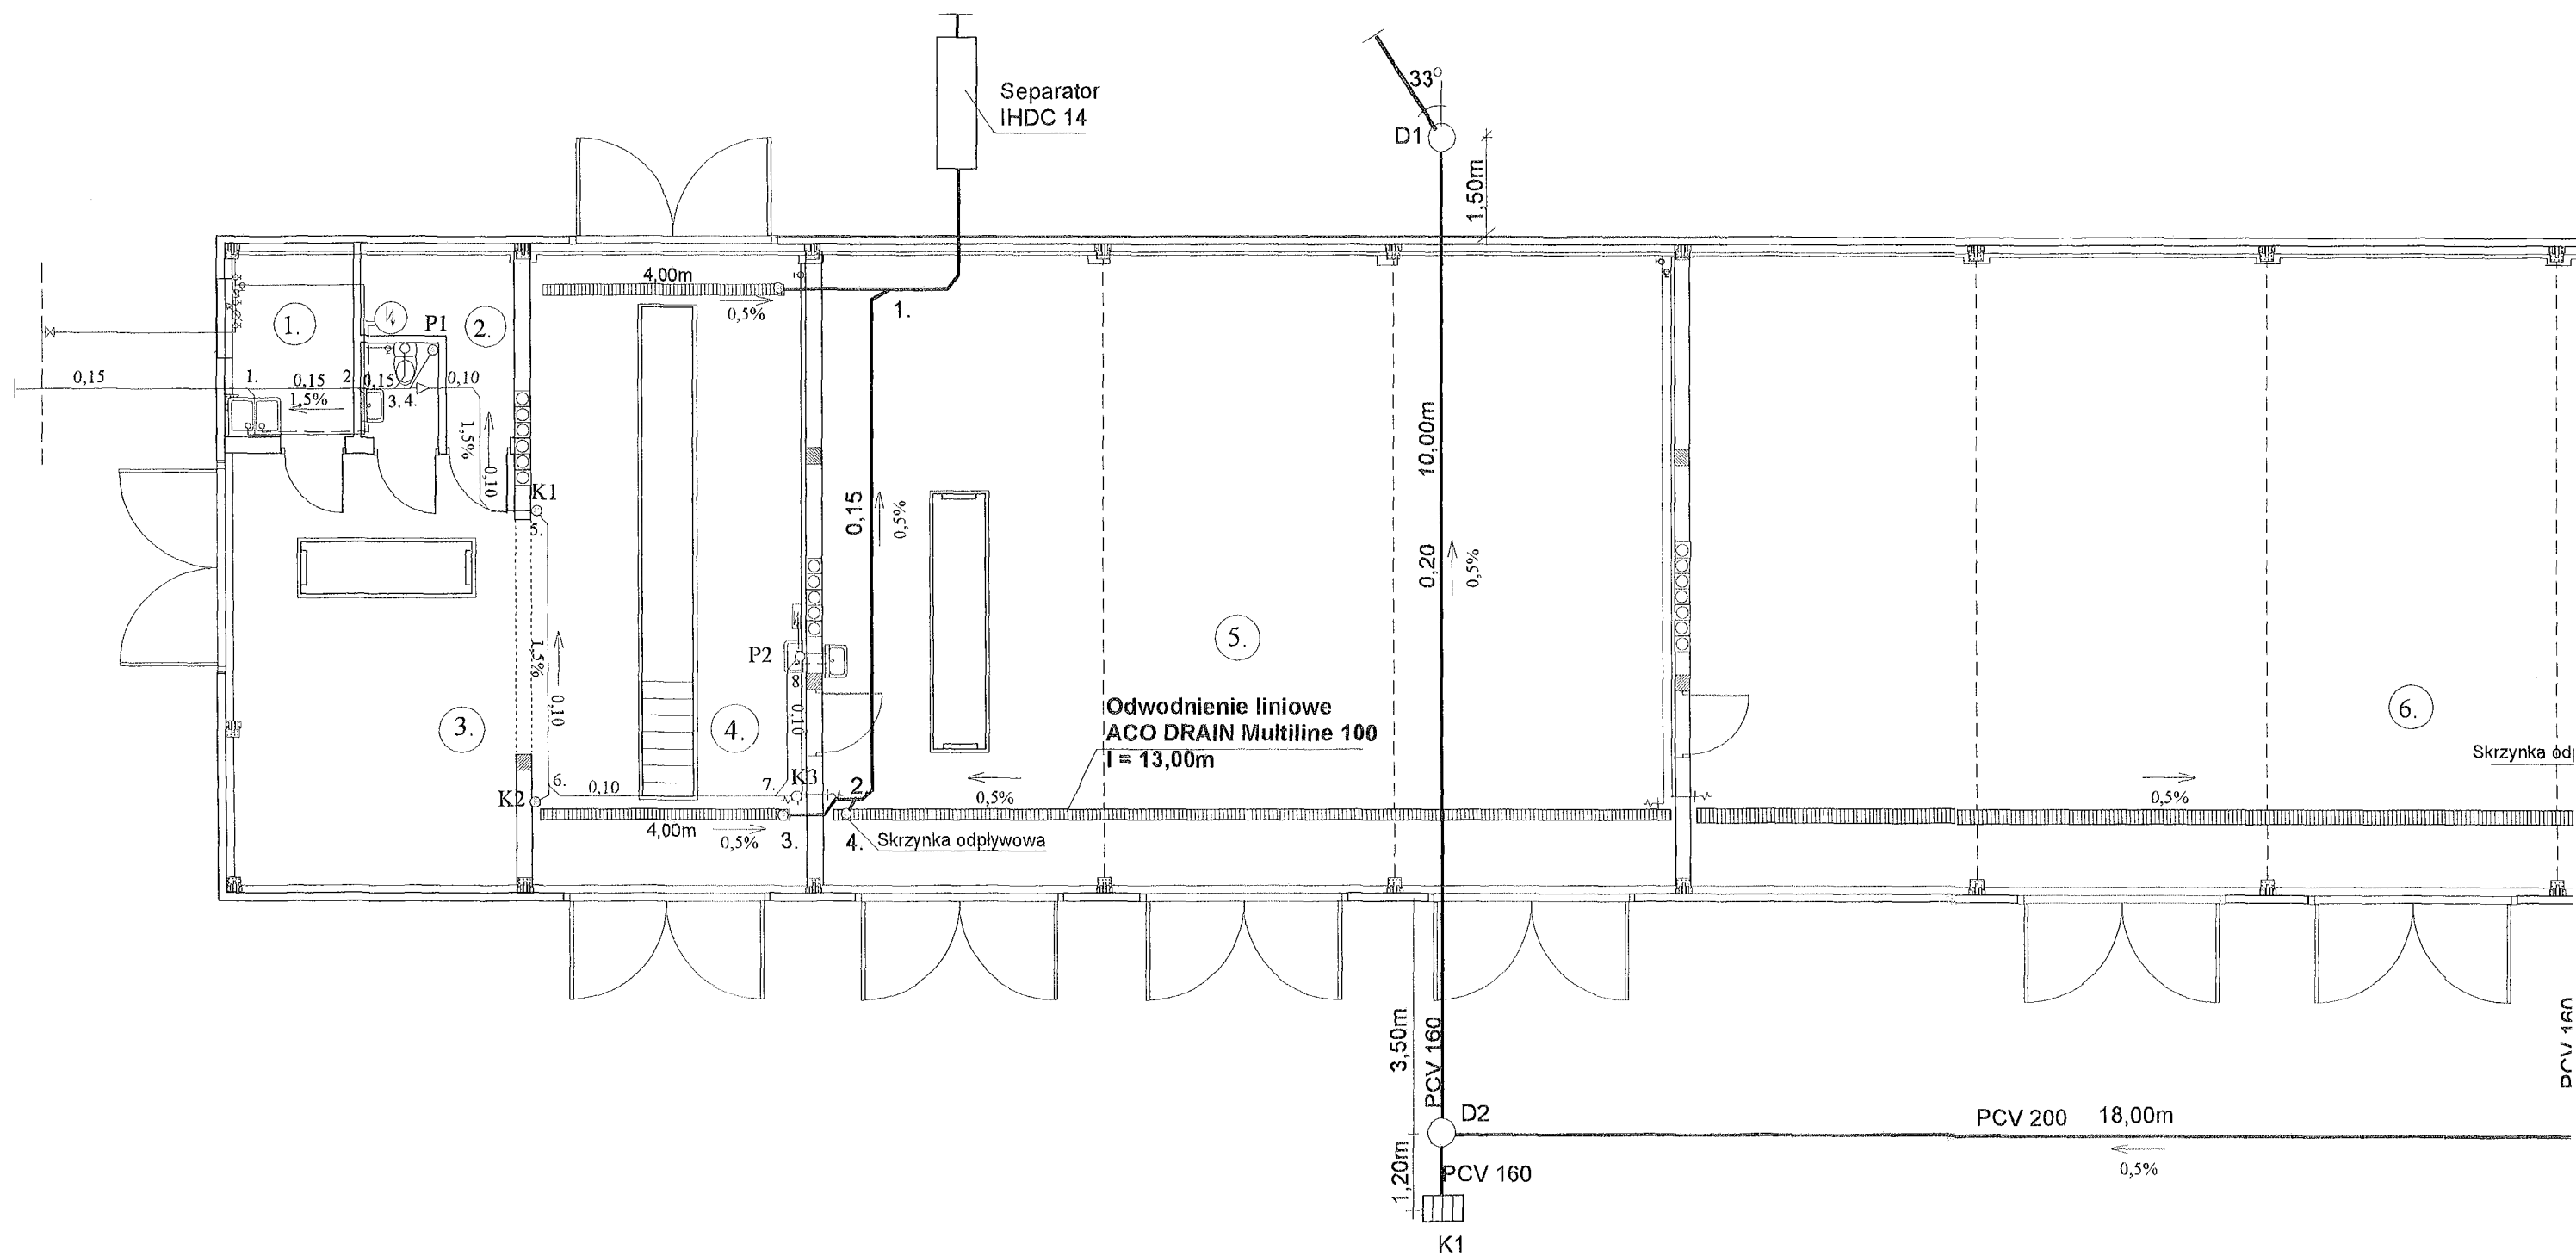 Separator
IHDC 14
33°
D1
1,50m
4,00m
0,5%
1.
1.
P1
2.
0,15
1.
0,15
2.
0,15
0,10
1,5%
3.4.
1,5%
0,10
K1
5.
0,15
0,5%
10,00m
0,20
0,5%
1,5%
0,10
P2
8.
0,10
5.
3.
4.
6.
Odwodnienie liniowe
ACO DRAIN Multiline 100
l = 13,00m
Skrzynka od
K2
6.
0,10
7.
K3
2.
0,5%
0,5%
4,00m
0,5%
3.
4.
Skrzynka odpływowa
3,50m
PCV 160
PCV 160
D2
PCV 200
18,00m
0,5%
1,20m
PCV 160
K1